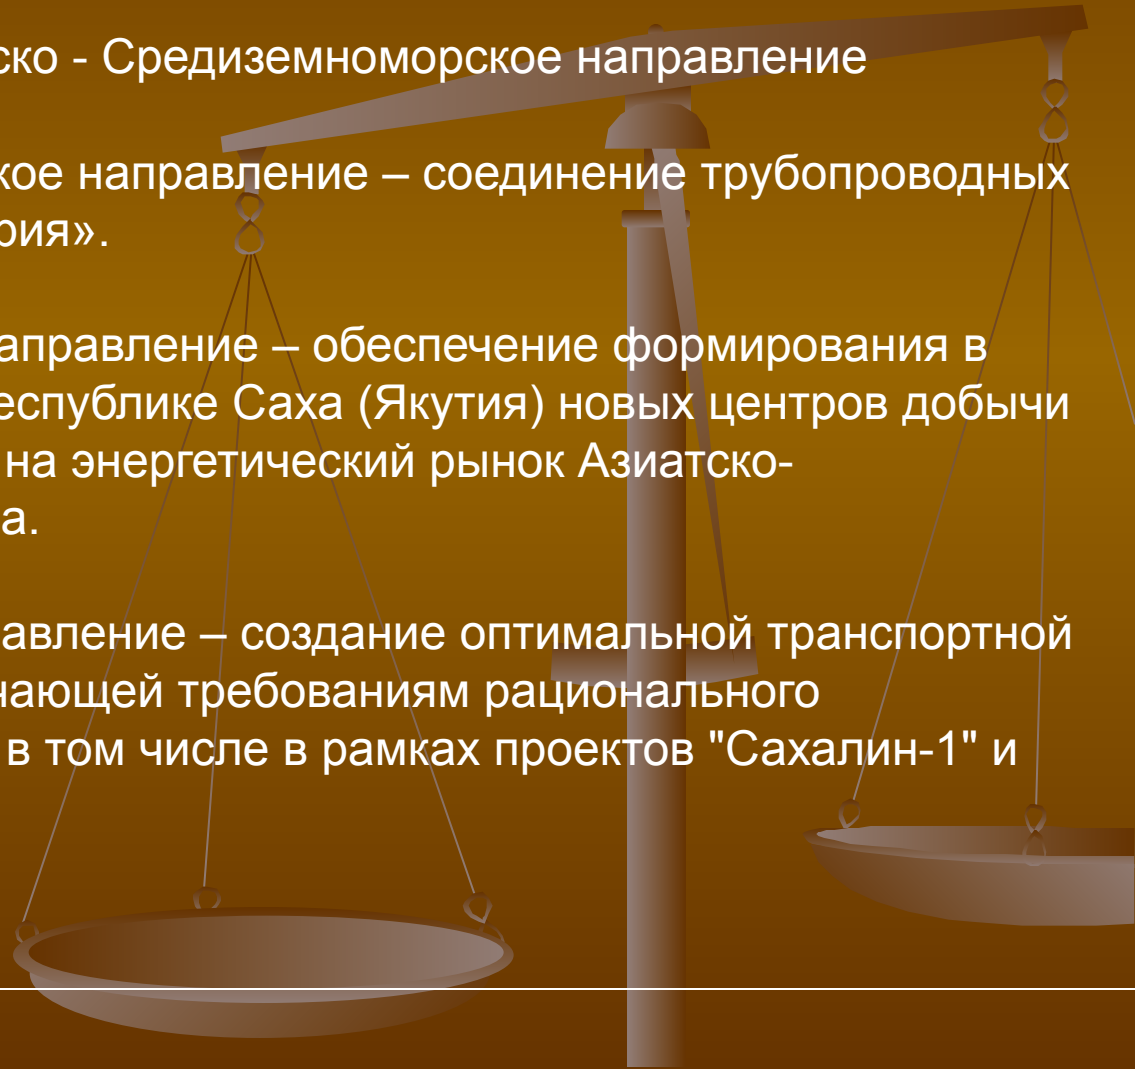 ско - Средиземноморское направление
кое направление – соединение трубопроводных
рия».
аправление – обеспечение формирования в
еспублике Саха (Якутия) новых центров добычи
на энергетический рынок Азиатско-
а.
авление – создание оптимальной транспортной
чающей требованиям рационального
в том числе в рамках проектов "Сахалин-1" и